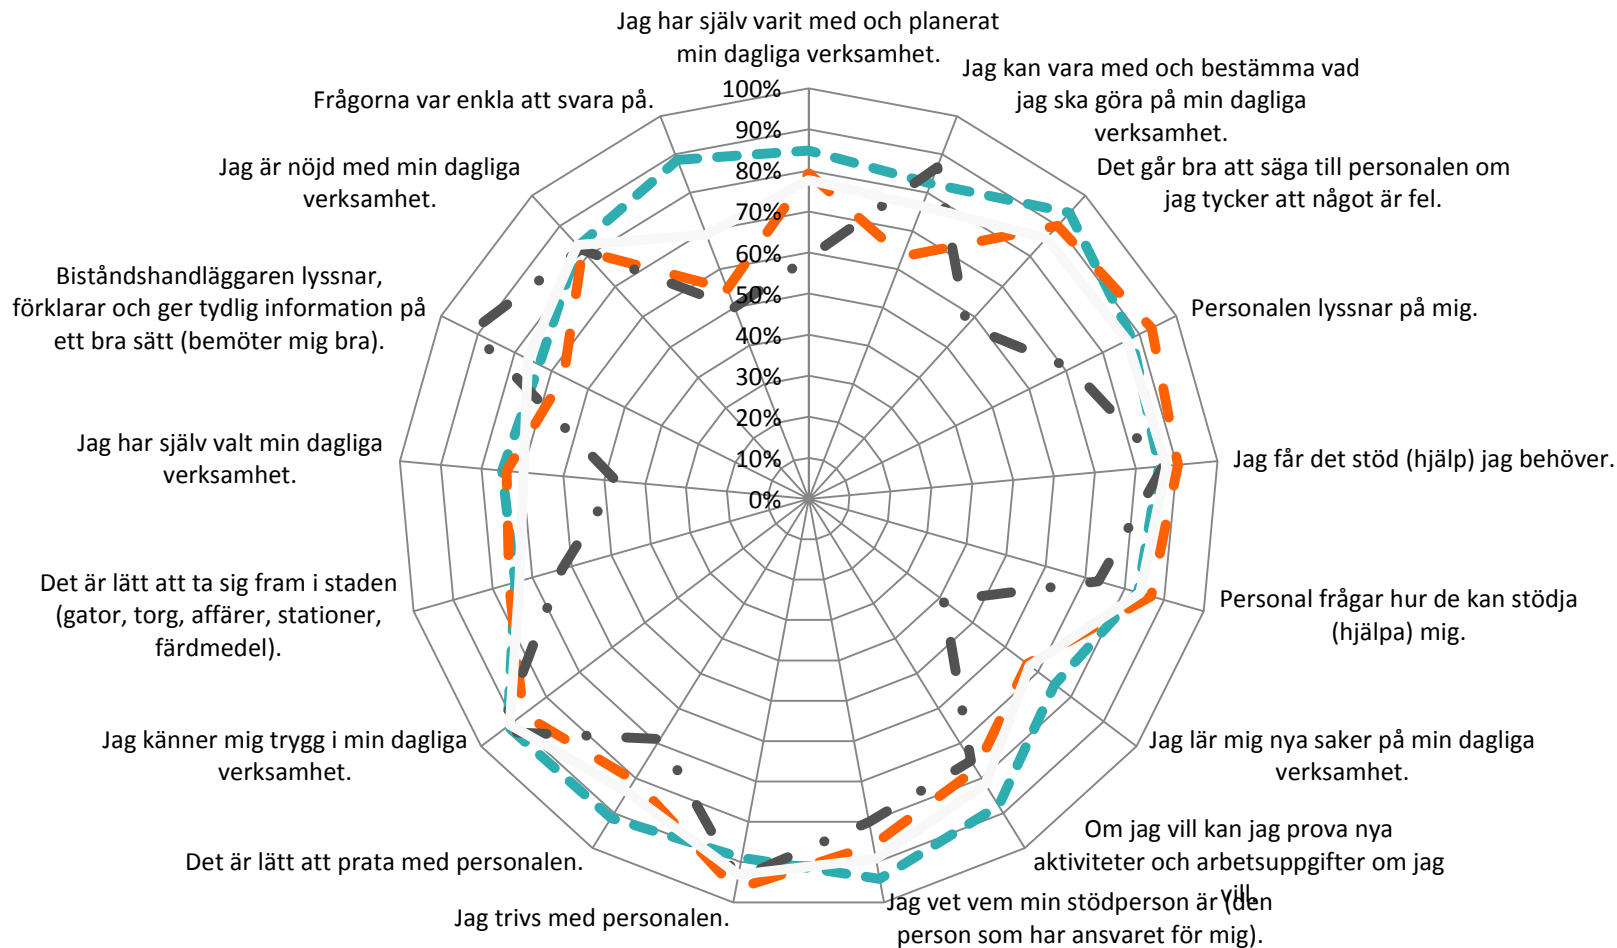 Jag har själv varit med och planerat
min dagliga verksamhet.
Jag kan vara med och bestämma vad
jag ska göra på min dagliga
verksamhet.
Det går bra att säga till personalen om
jag tycker att något är fel.
Personalen lyssnar på mig.
Jag får det stöd (hjälp) jag behöver.
Personal frågar hur de kan stödja
(hjälpa) mig.
Jag lär mig nya saker på min dagliga
verksamhet.
Om jag vill kan jag prova nya
aktiviteter och arbetsuppgifter om jag
vill.
Jag vet vem min stödperson är (den
person som har ansvaret för mig).
Jag trivs med personalen.
Det är lätt att prata med personalen.
Jag känner mig trygg i min dagliga
verksamhet.
Det är lätt att ta sig fram i staden
(gator, torg, affärer, stationer,
färdmedel).
Jag har själv valt min dagliga
verksamhet.
Biståndshandläggaren lyssnar,
förklarar och ger tydlig information på
ett bra sätt (bemöter mig bra).
Jag är nöjd med min dagliga
verksamhet.
Frågorna var enkla att svara på.
100%
90%
80%
70%
60%
50%
40%
30%
20%
10%
0%